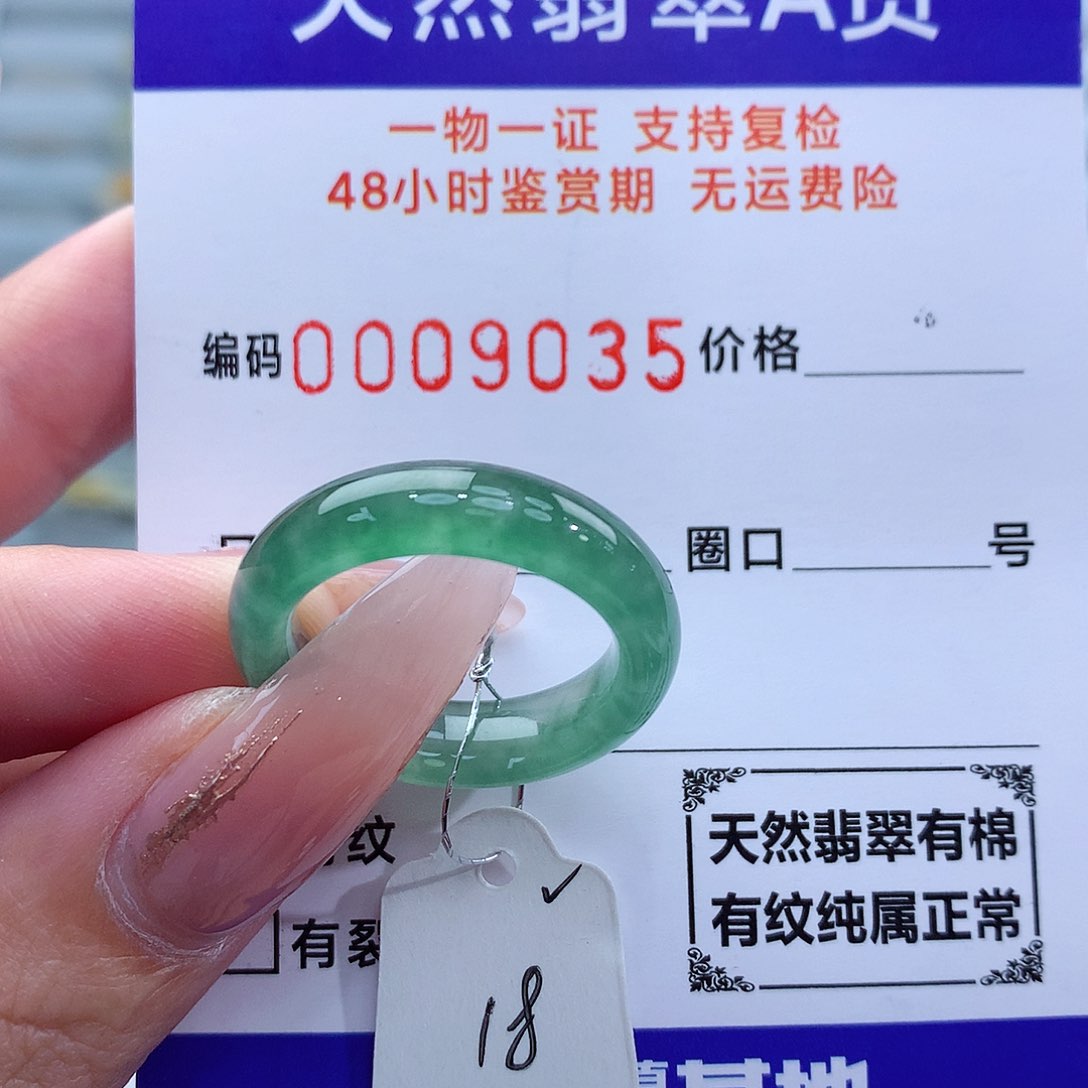 天然翡翠A货
一物一证 支持复检
48小时鉴赏期 无运费险
编码0009035价格
圈口 号
纹
有裂
天然翡翠有棉
有纹纯属正常
18
基地